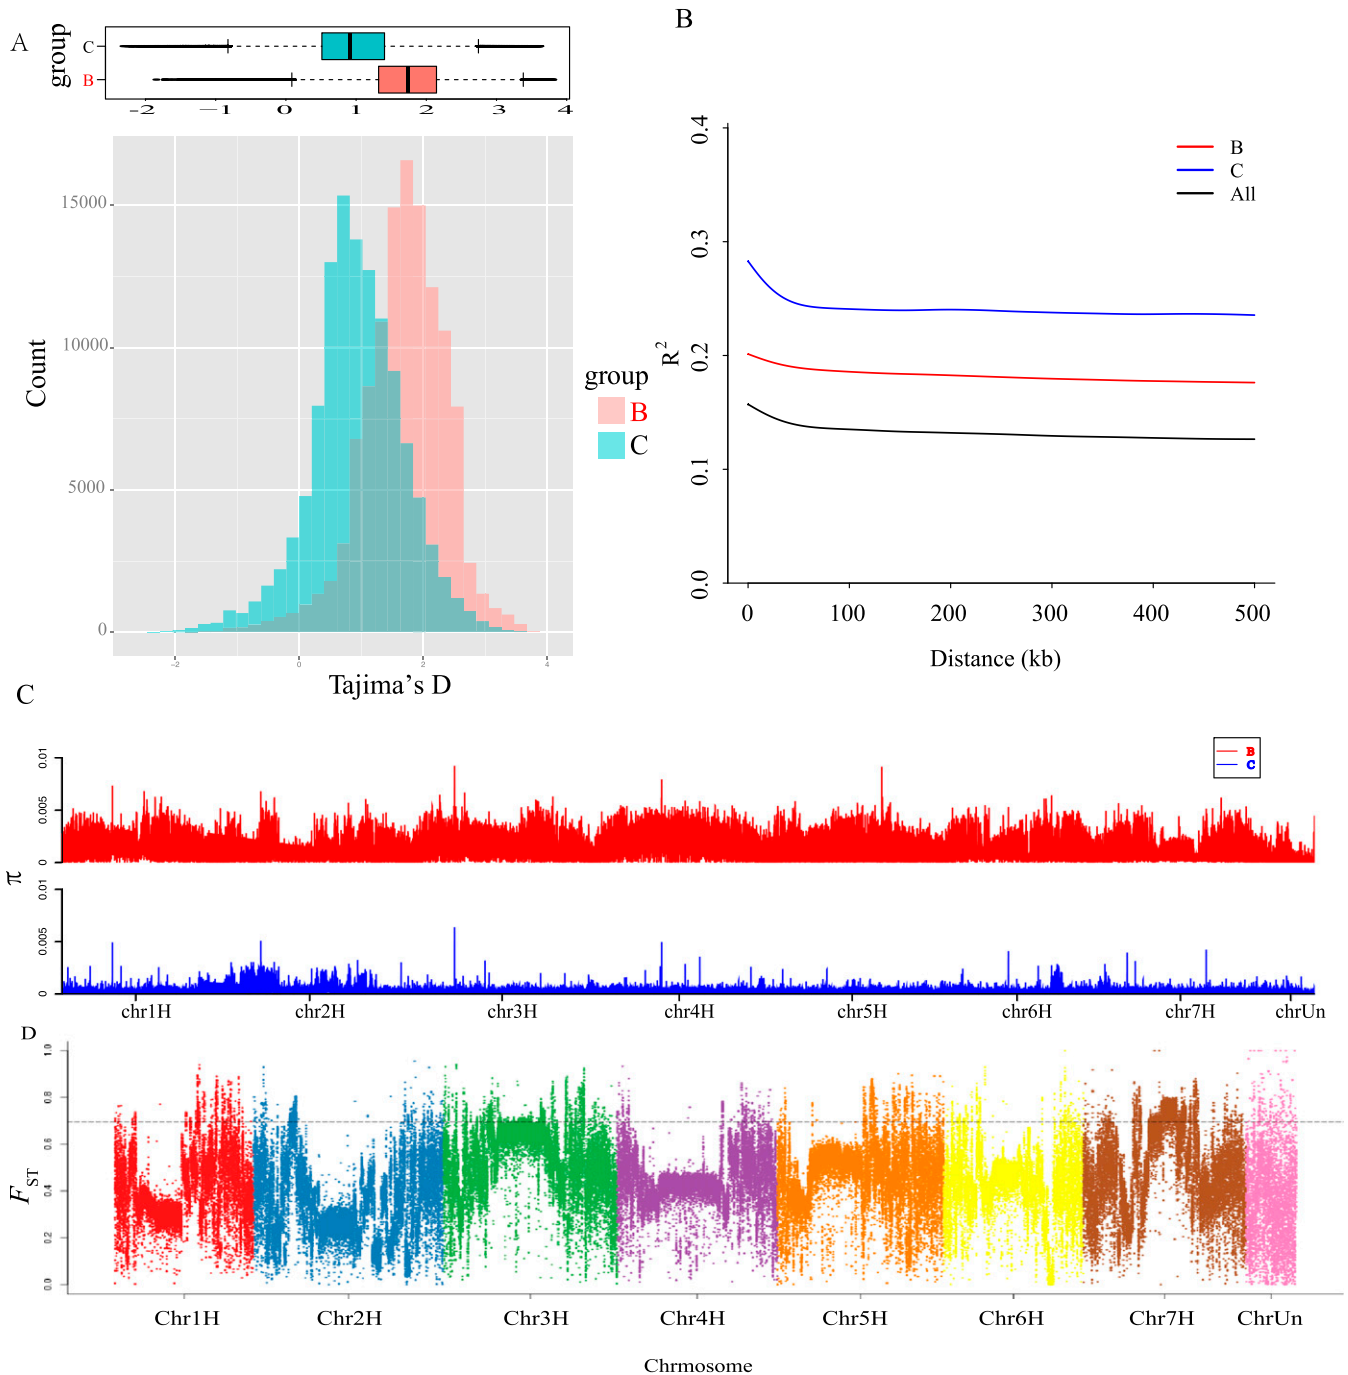 A
group
C
B
-2 -1 0 1 2 3 4
Count
15000
10000
5000
0
-2 0 2 4
Tajima's D
group
B
C
B
R²
0.4
0.3
0.2
0.1
0.0
B
C
All
0 100 200 300 400 500
Distance (kb)
C
π
0.01
0.005
0
B
C
0.01
0.005
0
chr1H chr2H chr3H chr4H chr5H chr6H chr7H chrUn
D
FST
1.0
0.8
0.6
0.4
0.2
0.0
Chr1H Chr2H Chr3H Chr4H Chr5H Chr6H Chr7H ChrUn
Chrmosome